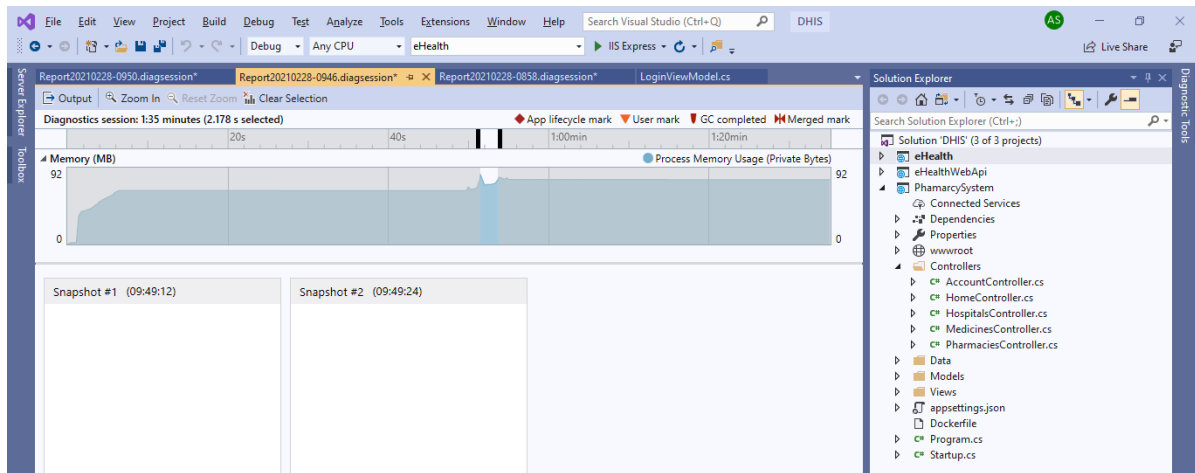 File Edit View Project Build Debug Test Analyze Tools Extensions Window Help Search Visual Studio (Ctrl+Q) DHIS AS
Debug Any CPU eHealth IIS Express Live Share
Server Explorer
Toolbox
Report20210228-0950.diagsession* Report20210228-0946.diagsession* Report20210228-0858.diagsession* LoginViewModel.cs
Output Zoom In Reset Zoom Clear Selection
Diagnostics session: 1:35 minutes (2.178 s selected) App lifecycle mark User mark GC completed Merged mark
20s 40s 1:00min 1:20min
Memory (MB) Process Memory Usage (Private Bytes)
92 92
0 0
Snapshot #1 (09:49:12) Snapshot #2 (09:49:24)
Solution Explorer
Search Solution Explorer (Ctrl+;)
Solution 'DHIS' (3 of 3 projects)
eHealth
eHealthWebApi
PhamarcySystem
Connected Services
Dependencies
Properties
wwwroot
Controllers
C# AccountController.cs
C# HomeController.cs
C# HospitalsController.cs
C# MedicinesController.cs
C# PharmaciesController.cs
Data
Models
Views
appsettings.json
Dockerfile
C# Program.cs
C# Startup.cs
Diagnostic Tools